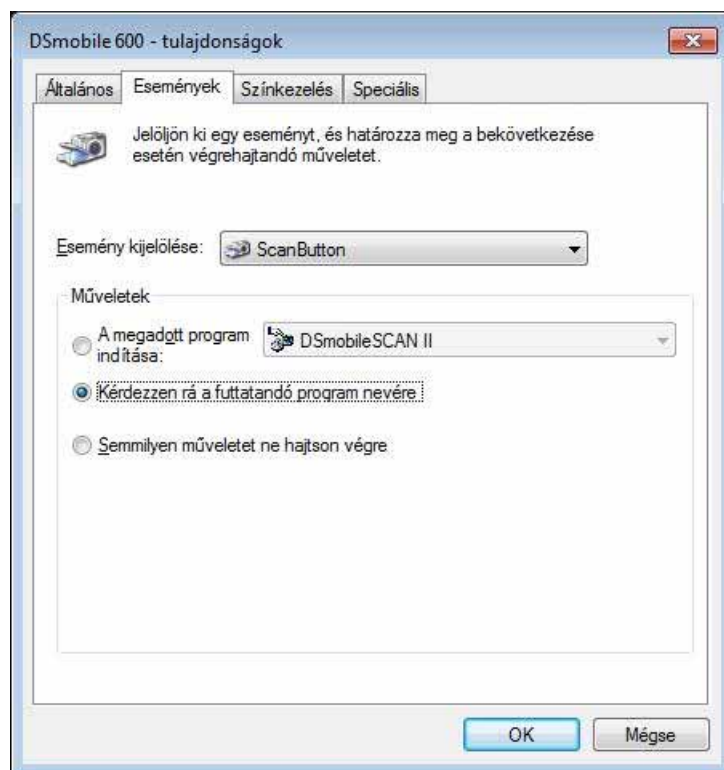 DSmobile 600 - tulajdonságok
Általános Események Színkezelés Speciális
Jelöljön ki egy eseményt, és határozza meg a bekövetkezése
esetén végrehajtandó műveletet.
Esemény kijelölése: ScanButton
Műveletek
A megadott program
indítása:
DSmobileSCAN II
Kérdezzen rá a futtatandó program nevére
Semmilyen műveletet ne hajtson végre
OK Mégse